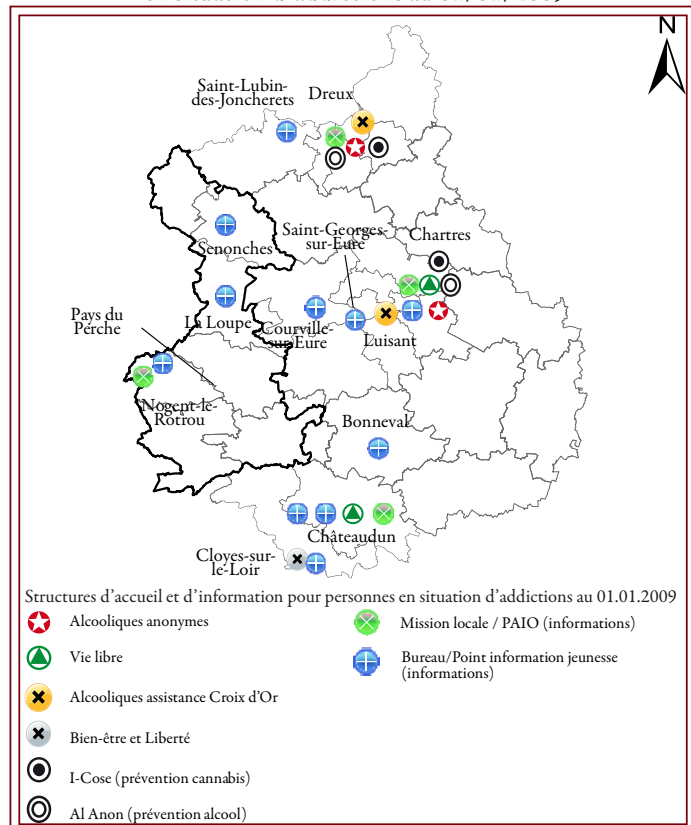 N
Saint-Lubin-
des-Joncherets
Dreux
Saint-Georges-
sur-Eure
Chartres
Senonches
Pays du
Perche
La Loupe
Courville-
sur-Eure
Luisant
Nogent-le-
Rotrou
Bonneval
Châteaudun
Cloyes-sur-
le-Loir
Structures d'accueil et d'information pour personnes en situation d'addictions au 01.01.2009
Alcooliques anonymes
Vie libre
Alcooliques assistance Croix d'Or
Bien-être et Liberté
I-Cose (prévention cannabis)
Al Anon (prévention alcool)
Mission locale / PAIO (informations)
Bureau/Point information jeunesse
(informations)